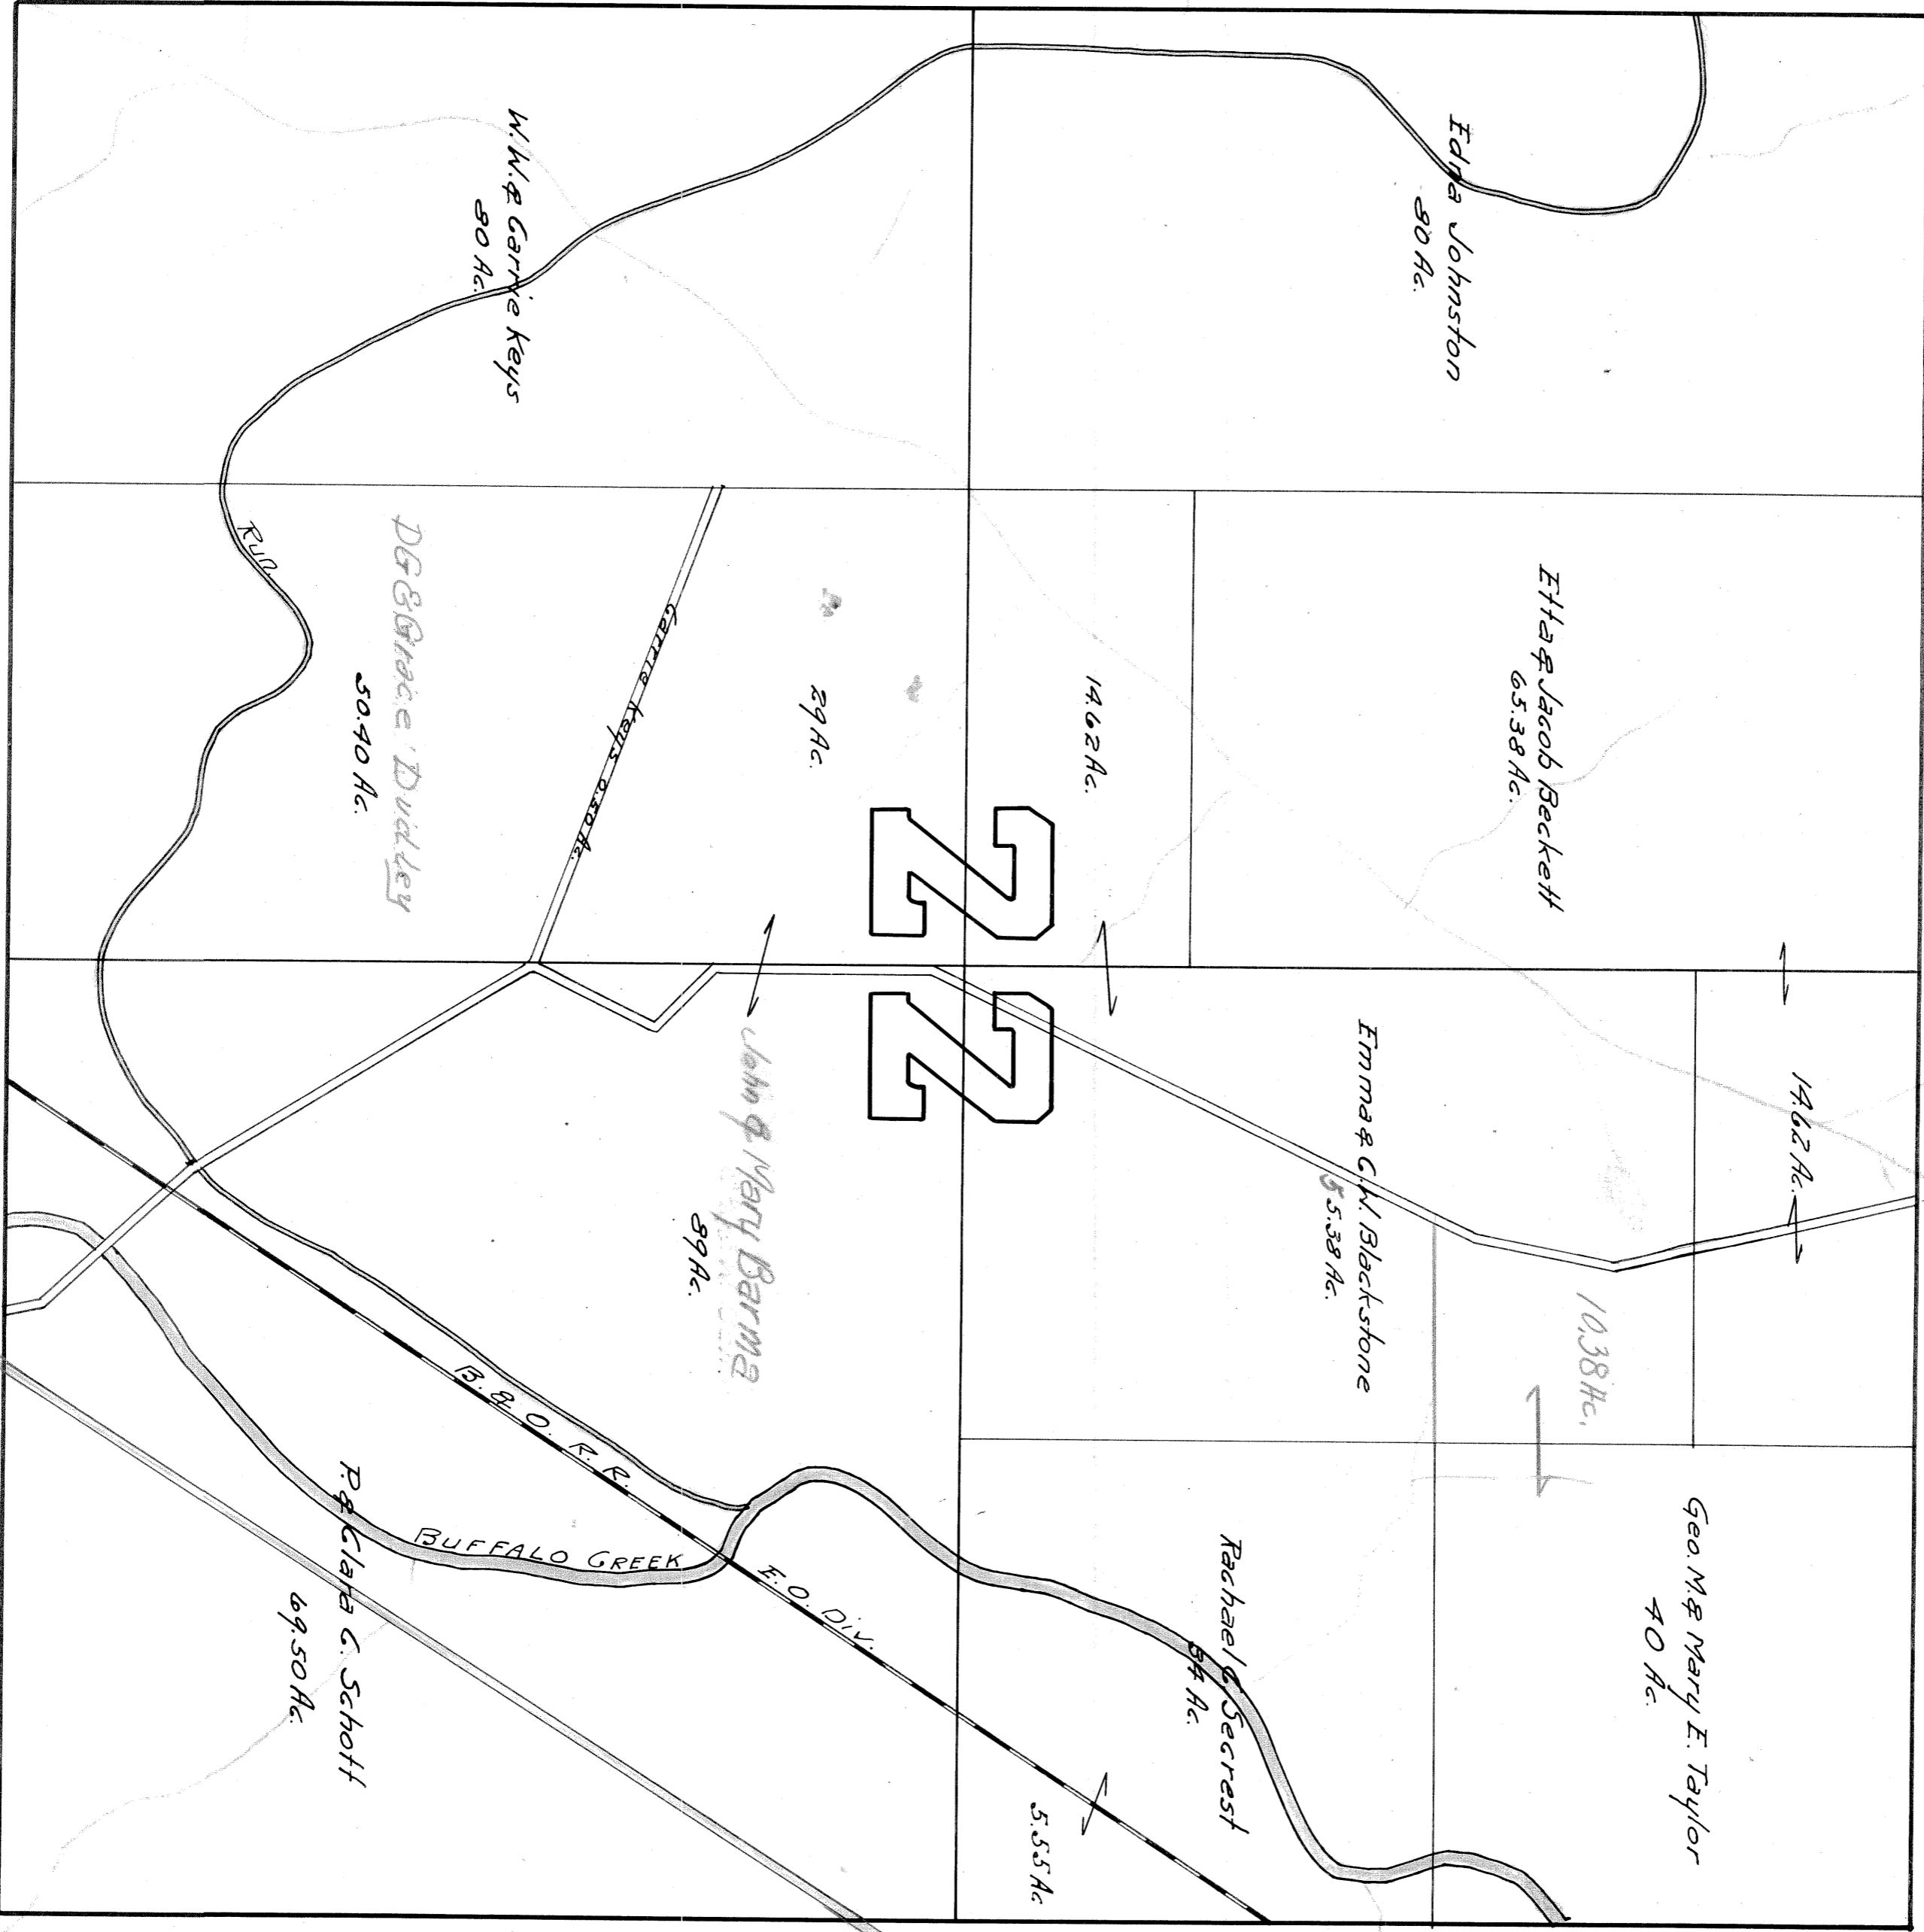 Geo. M. & Mary E. Taylor
40 Ac.
14.62 Ac.
10.38 Ac.
Etta & Jacob Beckett
65.38 Ac.
Edna Johnston
80 Ac.
Emma & C.W. Blackstone
55.38 Ac.
Rachael & Secrest
34 Ac.
14.62 Ac.
5.55 Ac.
22
29 Ac.
F.O. Div.
John & Mary Barma
89 Ac.
Carrie Keys 0.50 Ac.
B. & O. R. R.
BUFFALO CREEK
W.W. & Carrie Keys
80 Ac.
D G & Grace Dudley
50.40 Ac.
P. & Clara C. Schott
69.50 Ac.
Run.